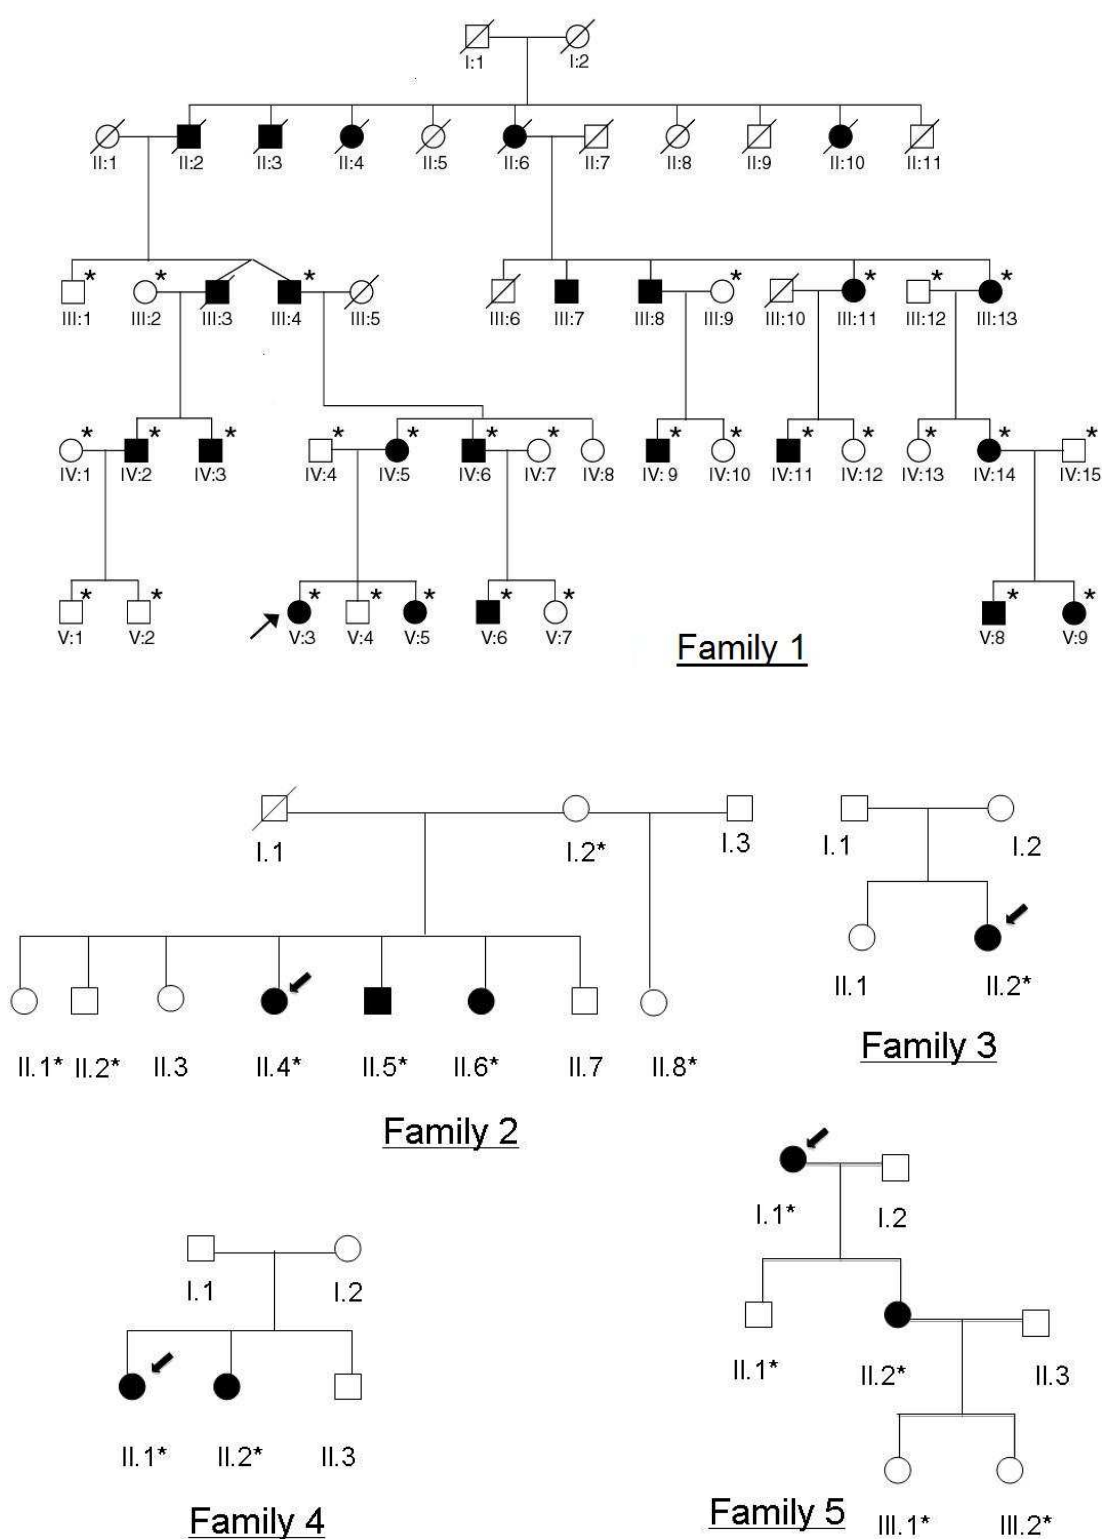 I:1 I:2
II:1 II:2 II:3 II:4 II:5 II:6 II:7 II:8 II:9 II:10 II:11
* * * * * * *
III:1 III:2 III:3 III:4 III:5 III:6 III:7 III:8 III:9 III:10 III:11 III:12 III:13
* * * * * * * * * * * * * *
IV:1 IV:2 IV:3 IV:4 IV:5 IV:6 IV:7 IV:8 IV:9 IV:10 IV:11 IV:12 IV:13 IV:14 IV:15
* * * * * * * * *
V:1 V:2 V:3 V:4 V:5 V:6 V:7 V:8 V:9
Family 1
I.1 I.2* I.3
II.1* II.2* II.3 II.4* II.5* II.6* II.7 II.8*
Family 2
I.1 I.2
II.1 II.2*
Family 3
I.1 I.2
II.1* II.2* II.3
Family 4
I.1* I.2
II.1* II.2* II.3
III.1* III.2*
Family 5